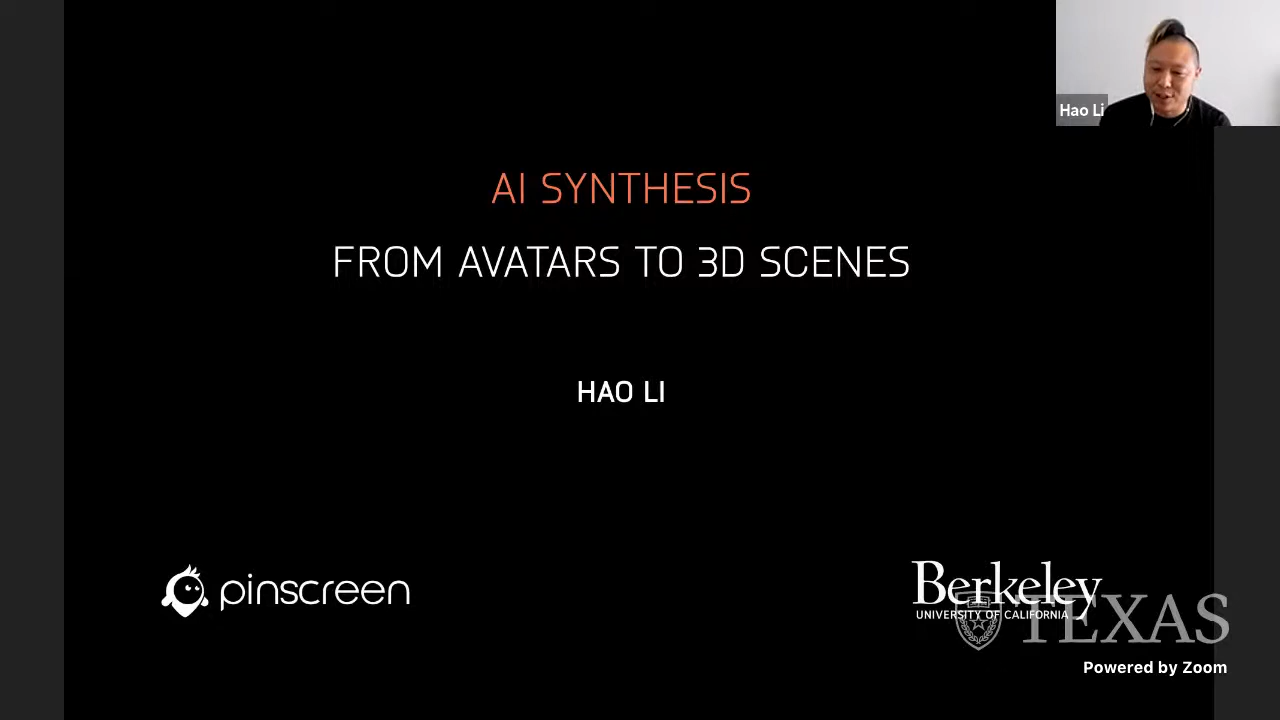 Hao Li
AI SYNTHESIS
FROM AVATARS TO 3D SCENES
HAO LI
pinscreen
Berkeley
UNIVERSITY OF CALIFORNIA
TEXAS
Powered by Zoom